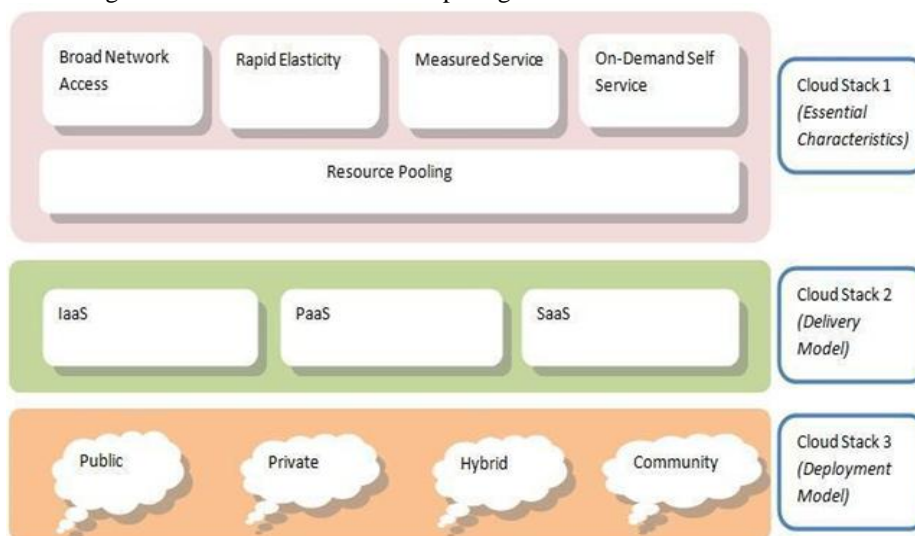 Broad Network
Access
Rapid Elasticity
Measured Service
On-Demand Self
Service
Resource Pooling
Cloud Stack 1
(Essential
Characteristics)
IaaS
PaaS
SaaS
Cloud Stack 2
(Delivery
Model)
Public
Private
Hybrid
Community
Cloud Stack 3
(Deployment
Model)